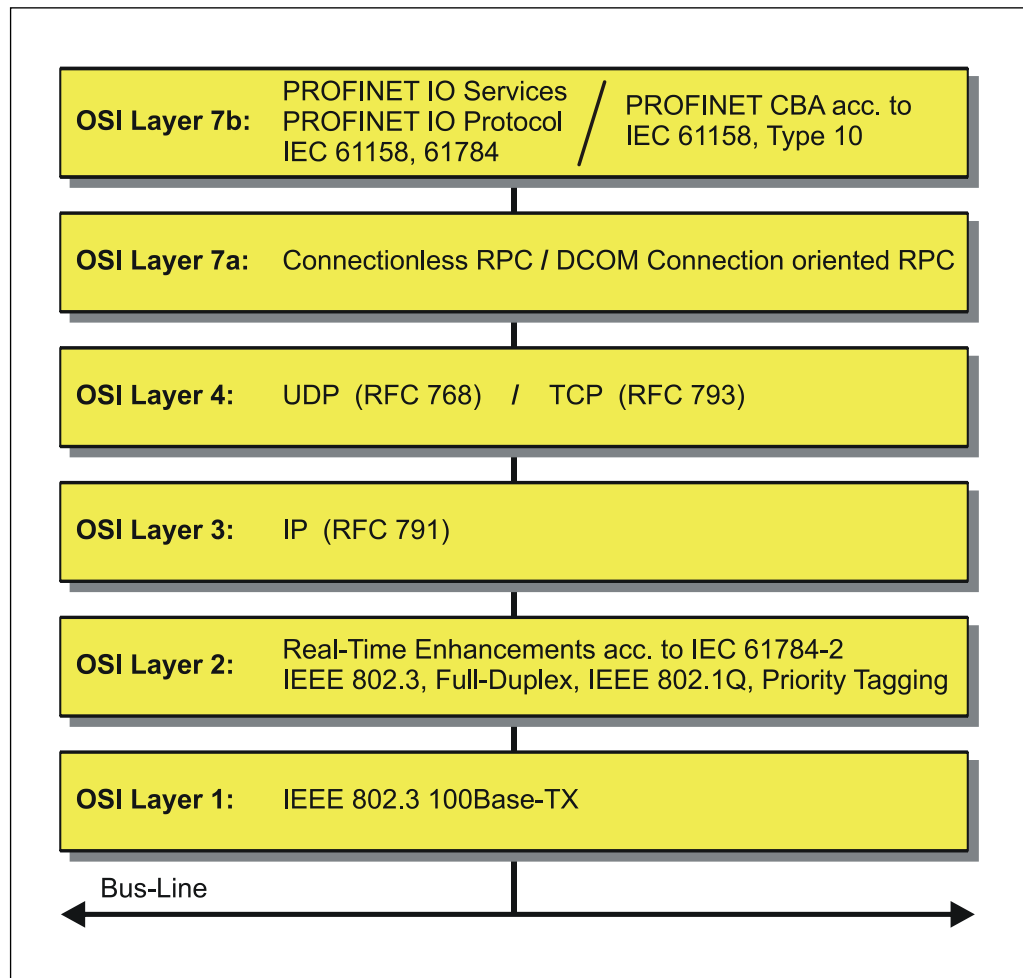 OSI Layer 7b:
PROFINET IO Services
PROFINET IO Protocol
IEC 61158, 61784
/
PROFINET CBA acc. to
IEC 61158, Type 10
OSI Layer 7a: Connectionless RPC / DCOM Connection oriented RPC
OSI Layer 4: UDP (RFC 768) / TCP (RFC 793)
OSI Layer 3: IP (RFC 791)
OSI Layer 2:
Real-Time Enhancements acc. to IEC 61784-2
IEEE 802.3, Full-Duplex, IEEE 802.1Q, Priority Tagging
OSI Layer 1: IEEE 802.3 100Base-TX
Bus-Line